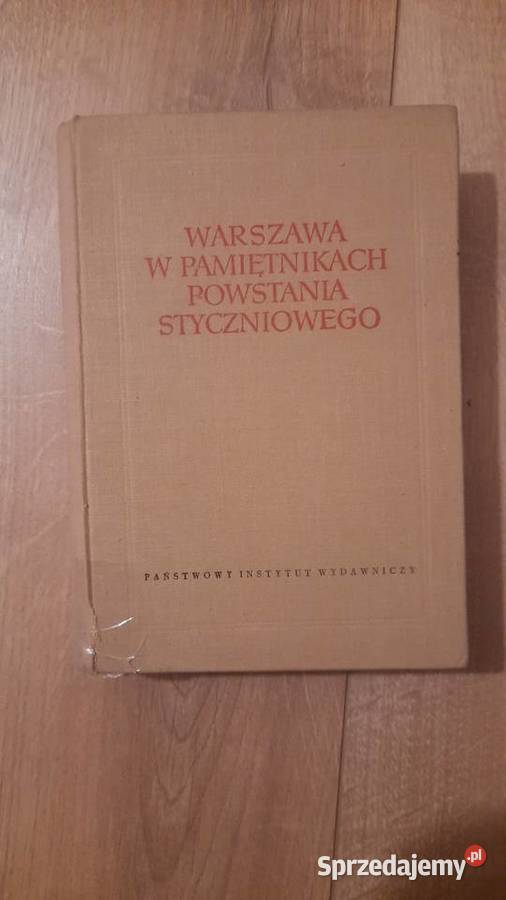 WARSZAWA
W PAMIĘTNIKACH
POWSTANIA
STYCZNIOWEGO
PAŃSTWOWY INSTYTUT WYDAWNICZY
Sprzedajemy.pl